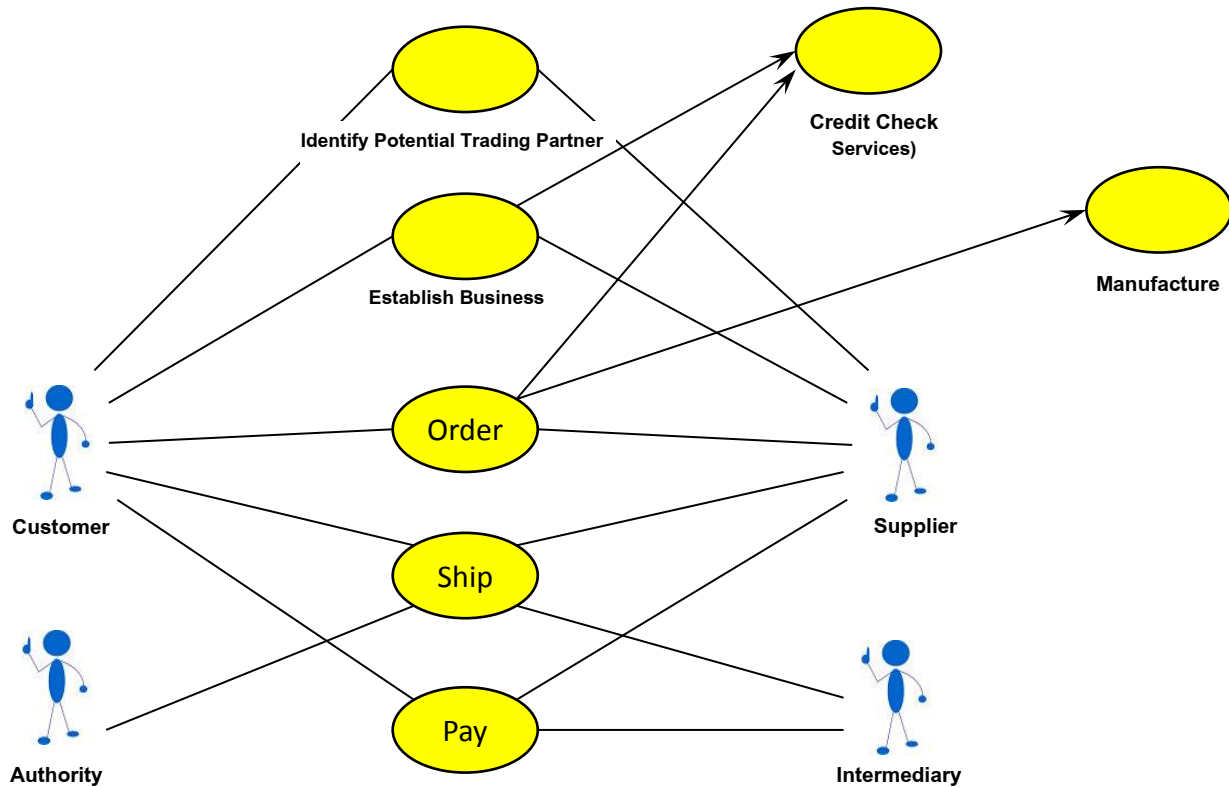 Identify Potential Trading Partner
Credit Check
Services)
Manufacture
Establish Business
Order
Customer
Supplier
Ship
Authority
Pay
Intermediary